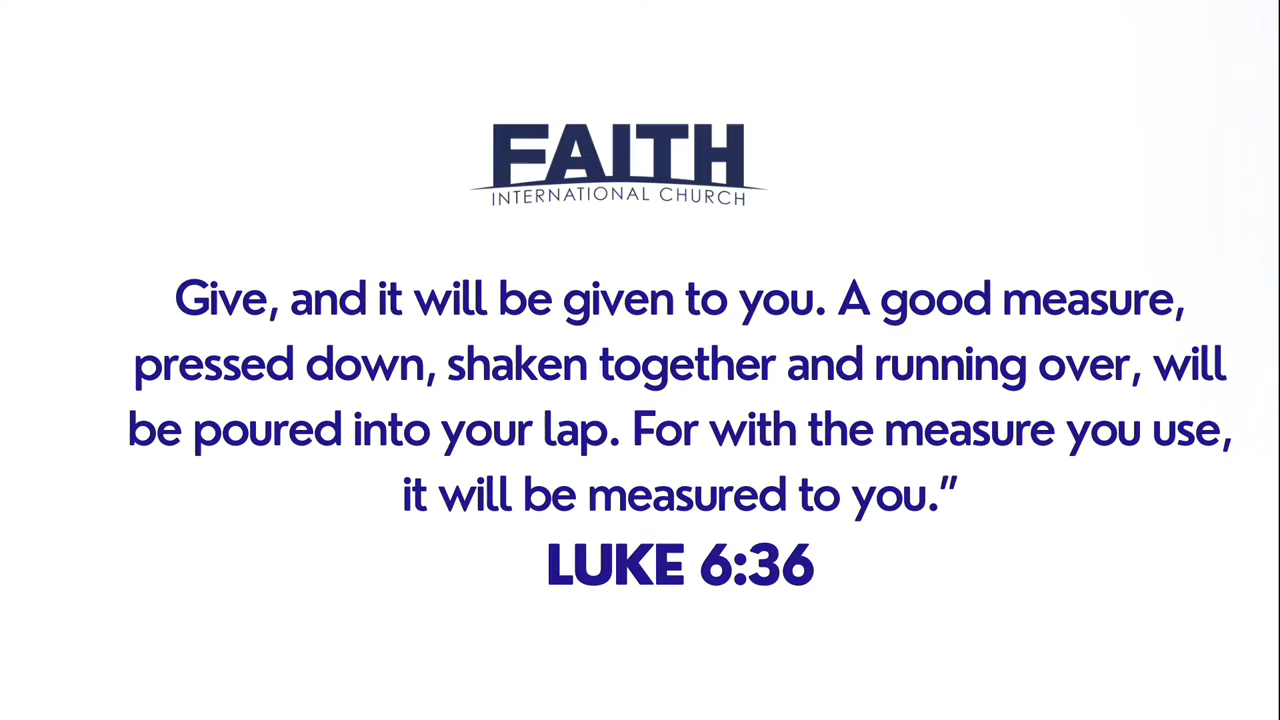 FAITH
INTERNATIONAL CHURCH
Give, and it will be given to you. A good measure,
pressed down, shaken together and running over, will
be poured into your lap. For with the measure you use,
it will be measured to you.”
LUKE 6:36